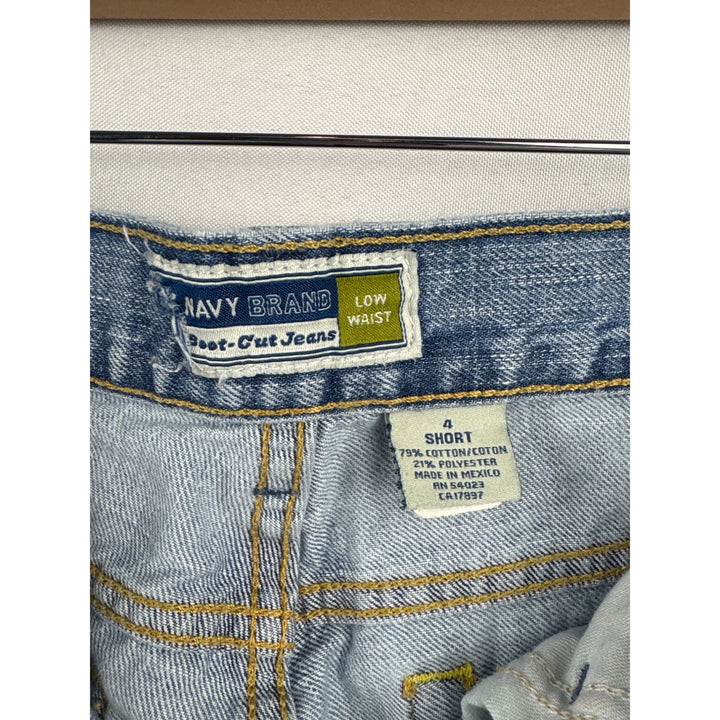 NAVY BRAND
Boot-Cut Jeans
LOW
WAIST
4
SHORT
79% COTTON/COTON
21% POLYESTER
MADE IN MEXICO
RN 54023
CA17897